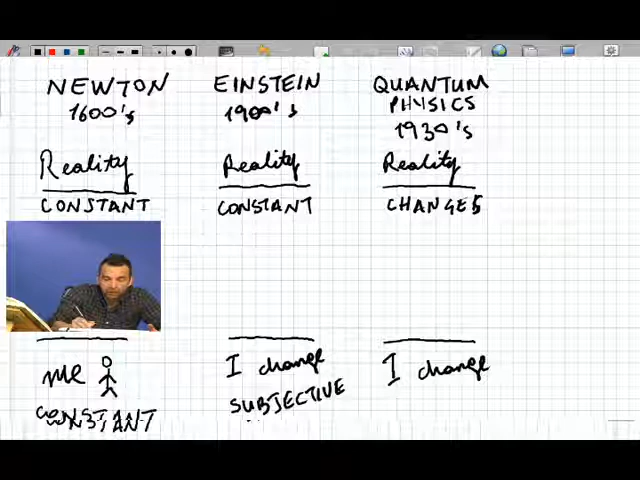 NEWTON
1600's
Reality
CONSTANT
me
CONSTANT
EINSTEIN
1900's
Reality
CONSTANT
I change
SUBJECTIVE
QUANTUM
PHYSICS
1930's
Reality
CHANGES
I change